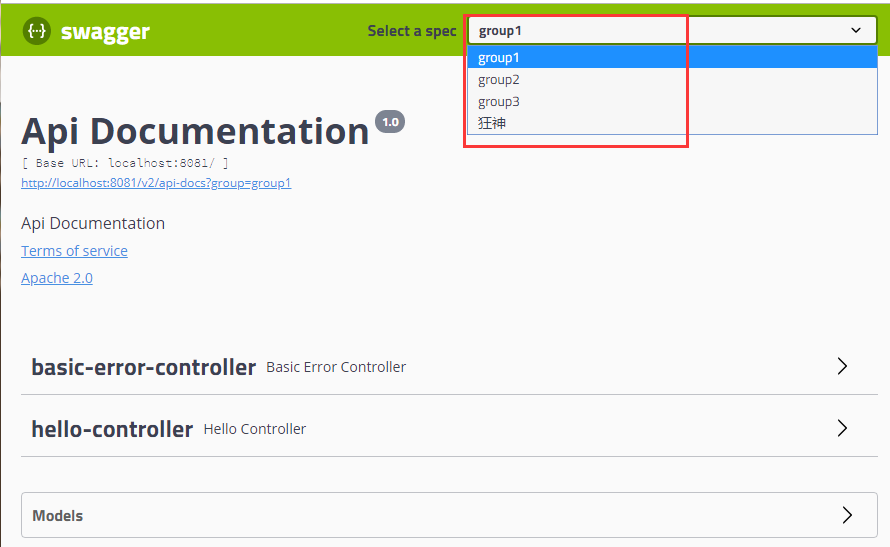 swagger
Select a spec group1
group1
group2
group3
狂神
Api Documentation 1.0
[ Base URL: localhost:8081/ ]
http://localhost:8081/v2/api-docs?group=group1
Api Documentation
Terms of service
Apache 2.0
basic-error-controller Basic Error Controller
hello-controller Hello Controller
Models